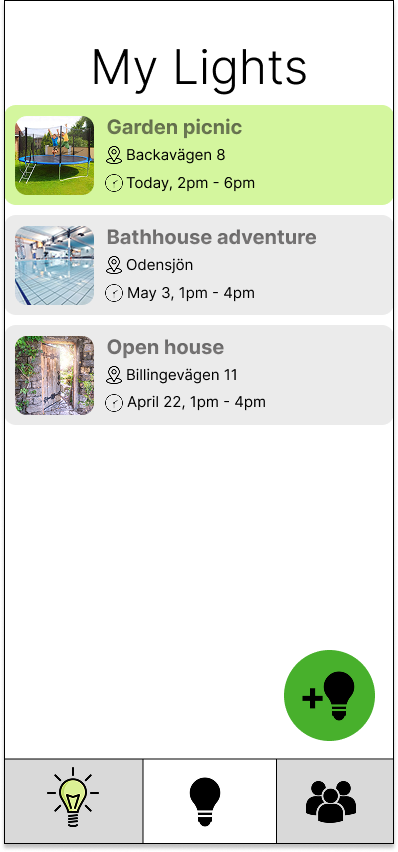 My Lights
Garden picnic
Backavägen 8
Today, 2pm - 6pm
Bathhouse adventure
Odensjön
May 3, 1pm - 4pm
Open house
Billingevägen 11
April 22, 1pm - 4pm